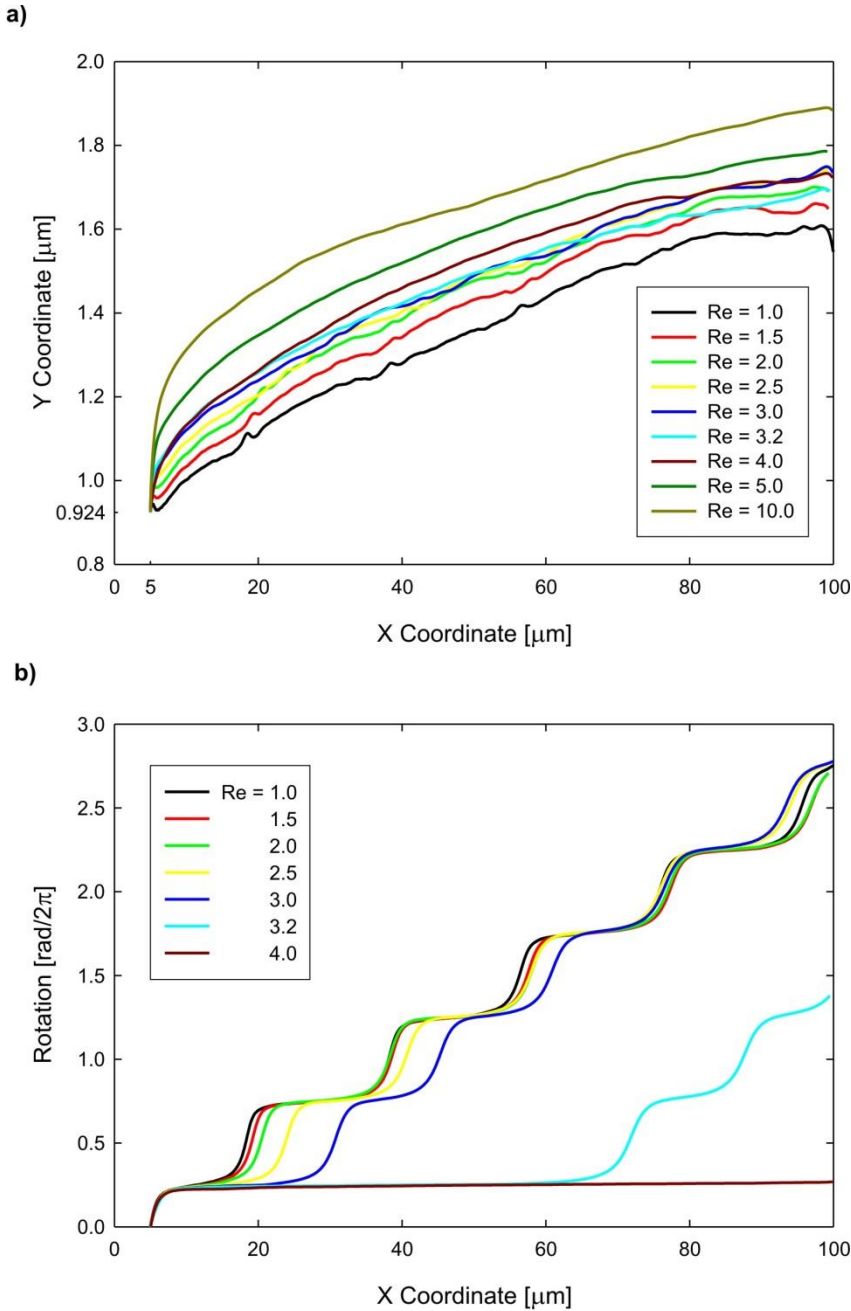 a)
2.0
1.8
1.6
1.4
1.2
1.0
0.924
0.8
Y Coordinate [μm]
Re = 1.0
Re = 1.5
Re = 2.0
Re = 2.5
Re = 3.0
Re = 3.2
Re = 4.0
Re = 5.0
Re = 10.0
0 5 20 40 60 80 100
X Coordinate [μm]
b)
3.0
2.5
2.0
1.5
1.0
0.5
0.0
Rotation [rad/2π]
Re = 1.0
1.5
2.0
2.5
3.0
3.2
4.0
0 20 40 60 80 100
X Coordinate [μm]